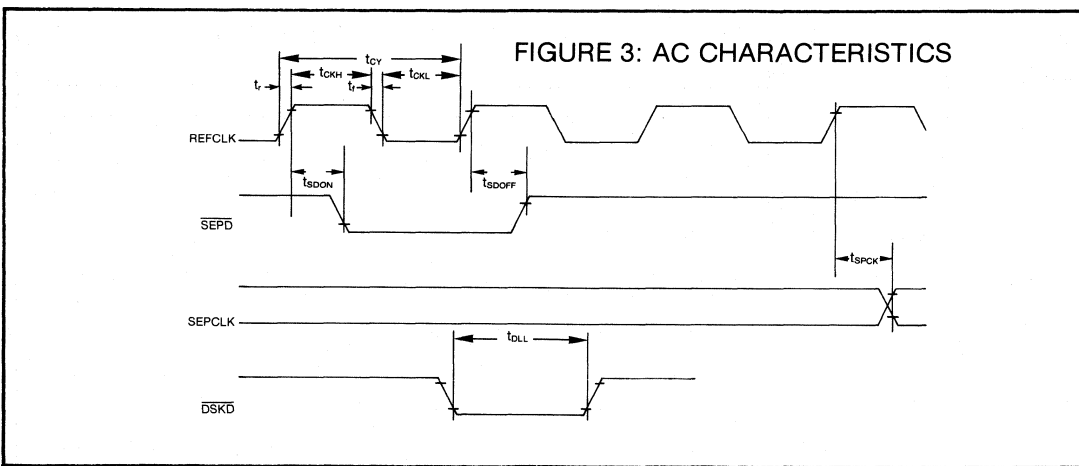 FIGURE 3: AC CHARACTERISTICS
tCY
tCKH
tCKL
tr
tf
REFCLK
tSDON
tSDOFF
SEPD
tSPCK
SEPCLK
tDLL
DSKD